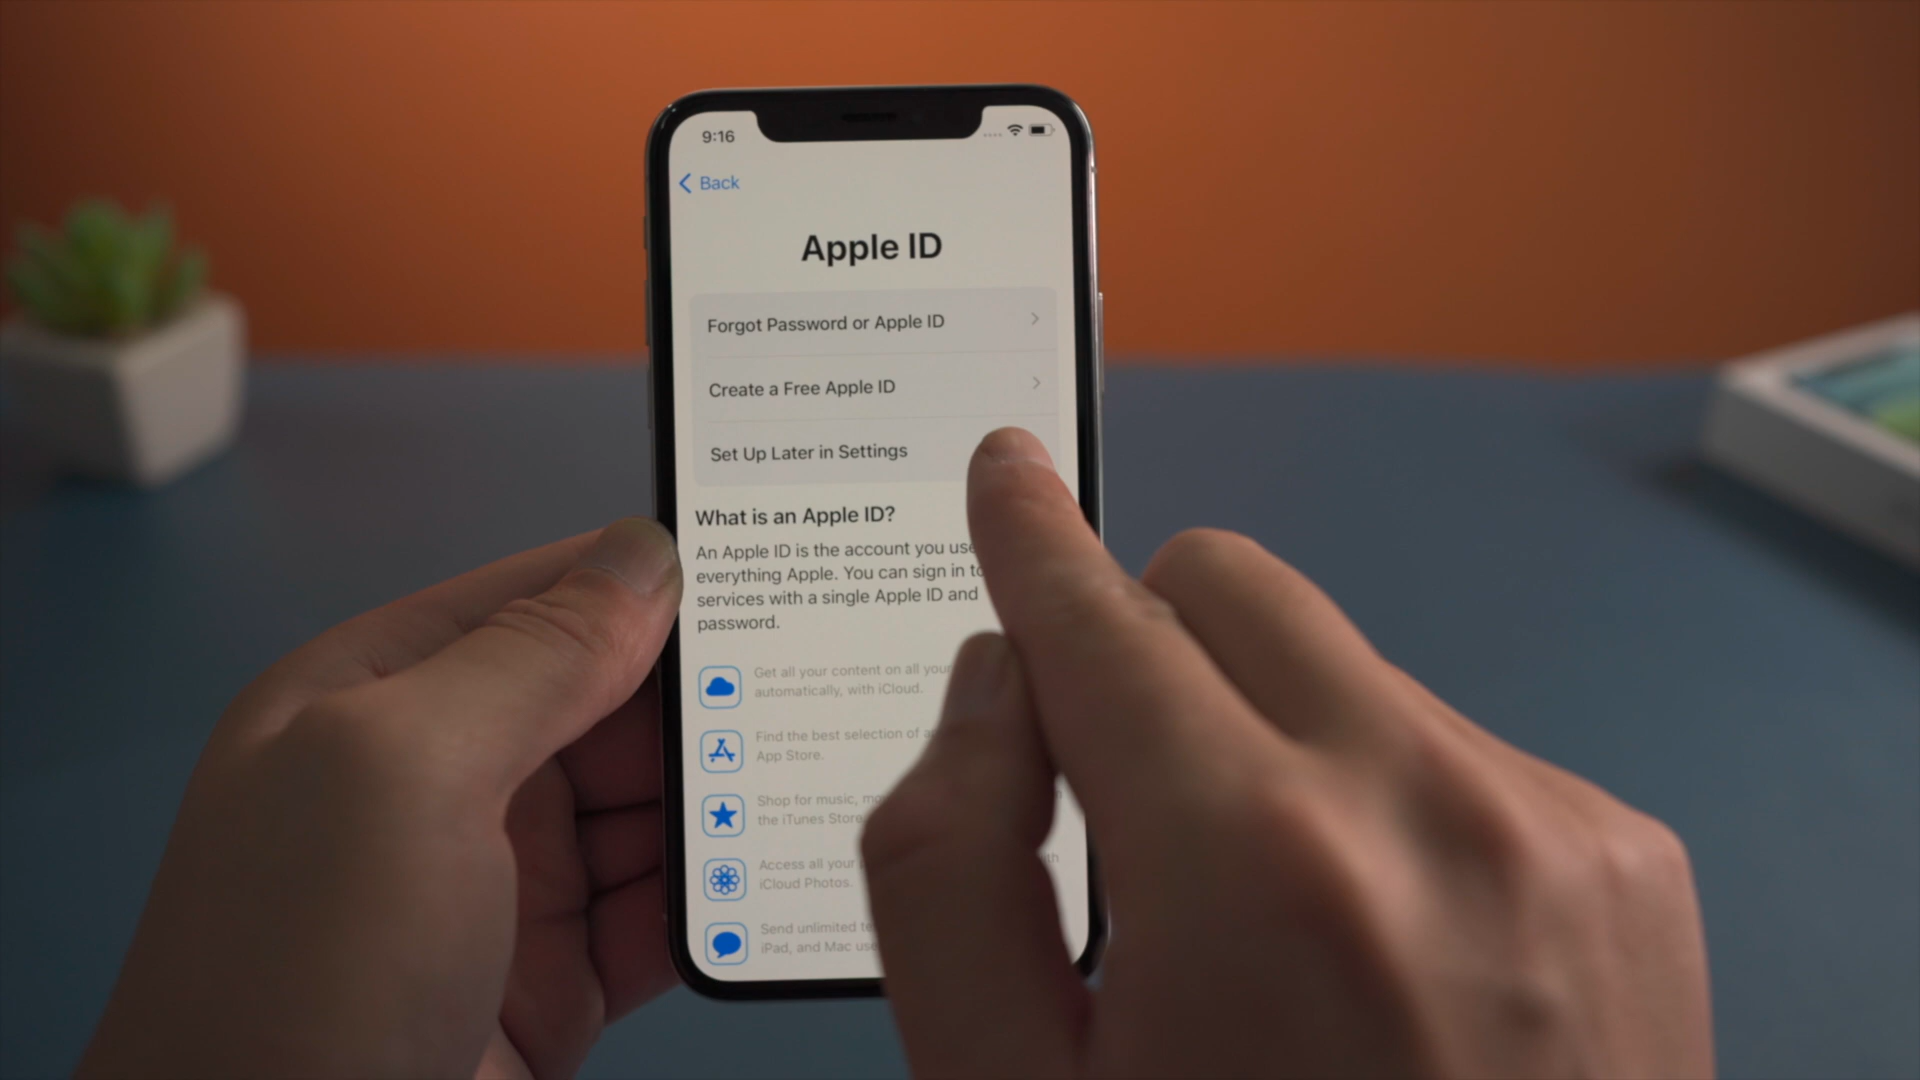 9:16
Back
Apple ID
Forgot Password or Apple ID
Create a Free Apple ID
Set Up Later in Settings
What is an Apple ID?
An Apple ID is the account you use
everything Apple. You can sign in to
services with a single Apple ID and
password.
Get all your content on all your
automatically, with iCloud.
Find the best selection of
App Store.
Shop for music,
the iTunes Store
Access all your
iCloud Photos.
Send unlimited
iPad, and Mac